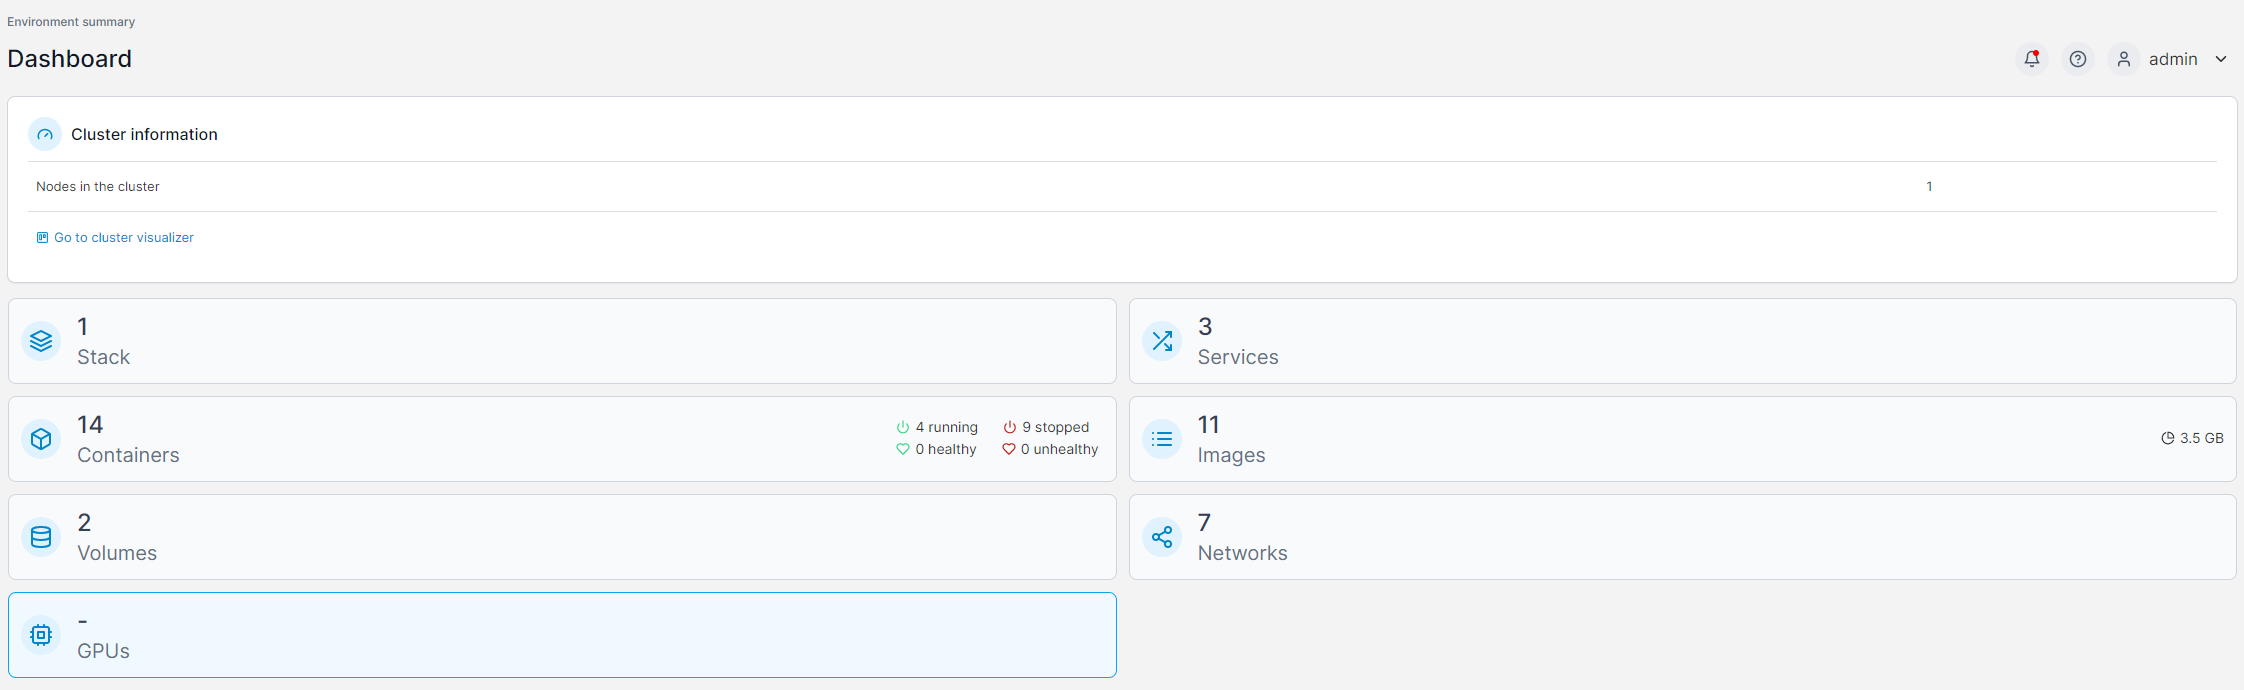 Environment summary
Dashboard
admin
Cluster information
Nodes in the cluster 1
Go to cluster visualizer
1
Stack
3
Services
14
Containers
4 running 9 stopped
0 healthy 0 unhealthy
11
Images
3.5 GB
2
Volumes
7
Networks
-
GPUs